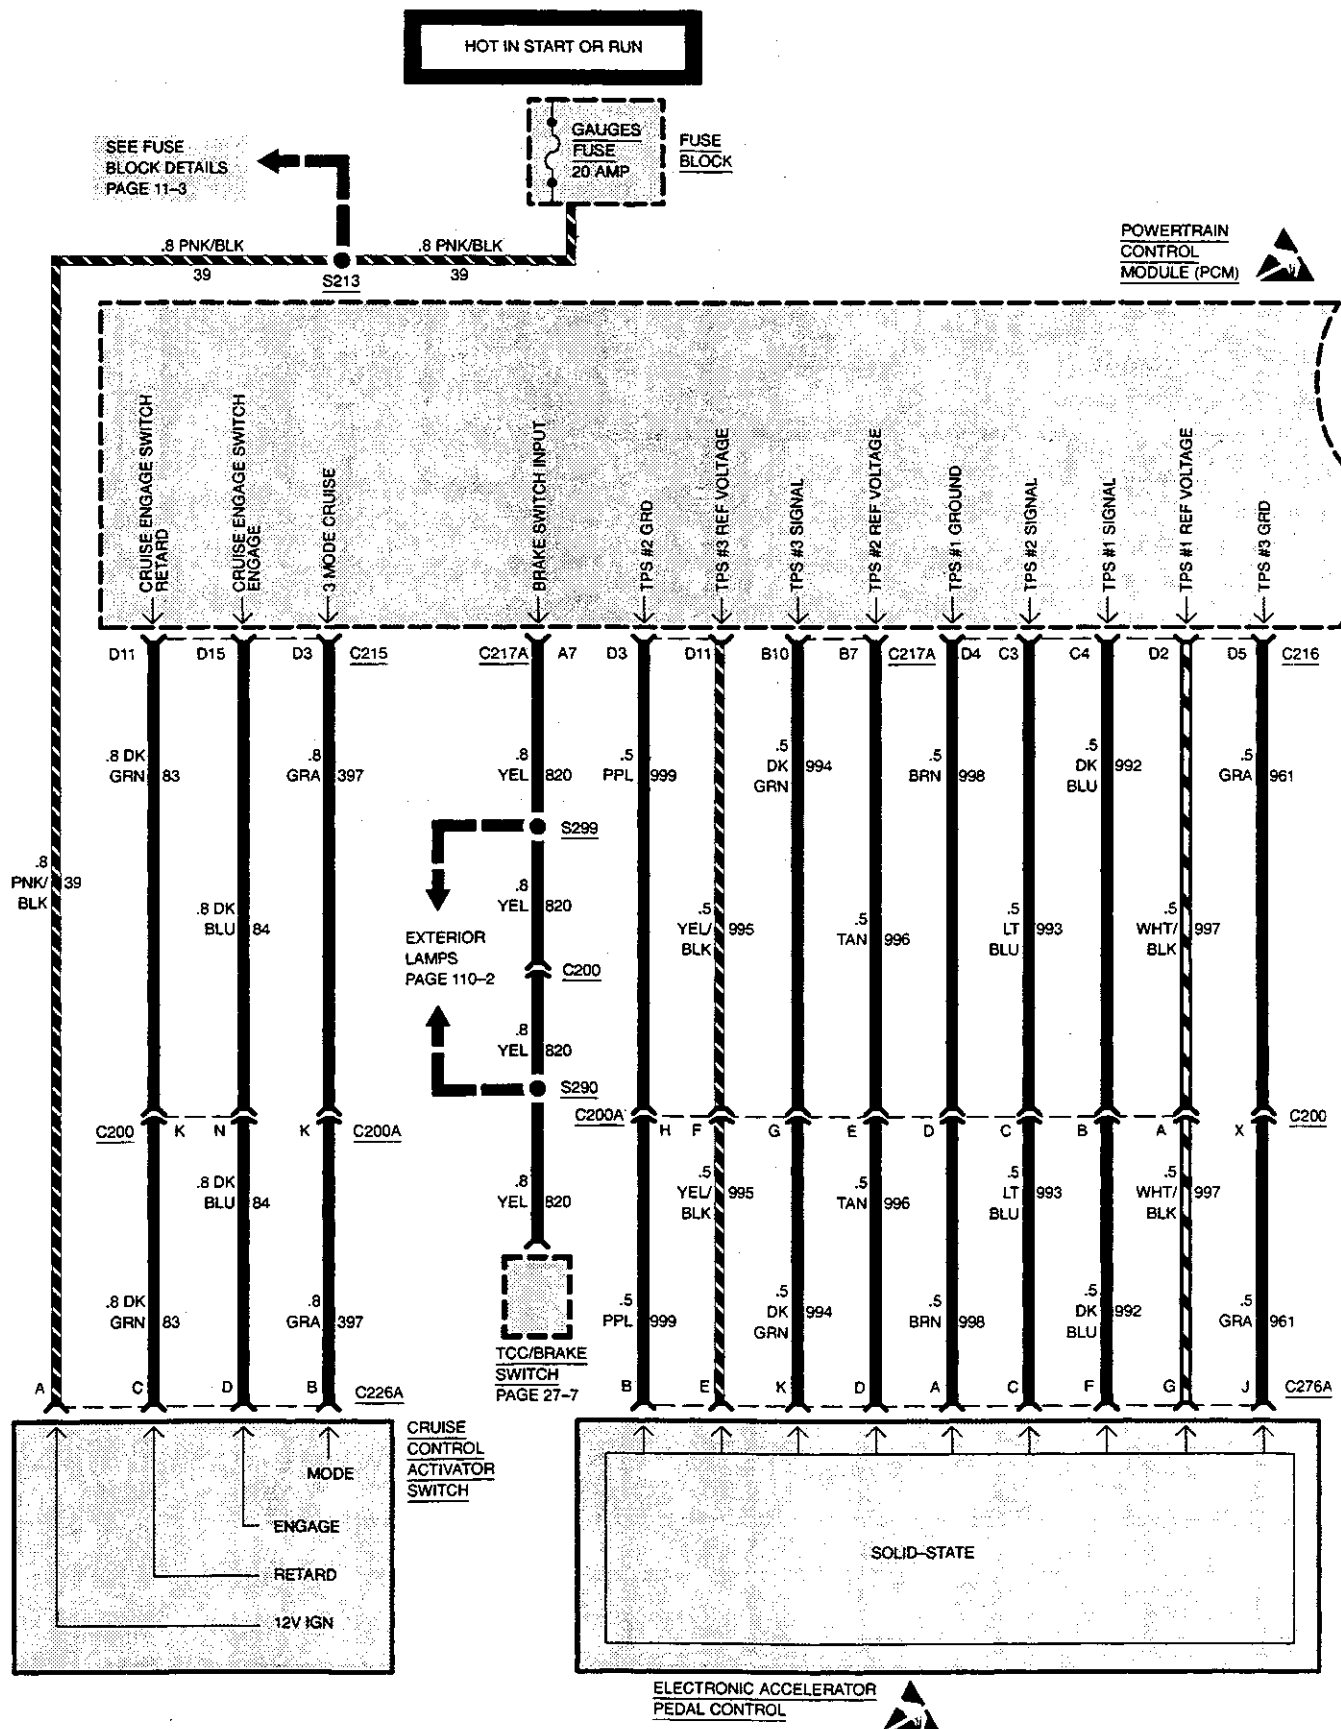 HOT IN START OR RUN
GAUGES
FUSE
20 AMP
FUSE
BLOCK
SEE FUSE
BLOCK DETAILS
PAGE 11–3
.8 PNK/BLK
39
S213
.8 PNK/BLK
39
POWERTRAIN
CONTROL
MODULE (PCM)
CRUISE ENGAGE SWITCH
RETARD
CRUISE ENGAGE SWITCH
ENGAGE
3 MODE CRUISE
BRAKE SWITCH INPUT
TPS #2 GRD
TPS #3 REF VOLTAGE
TPS #3 SIGNAL
TPS #2 REF VOLTAGE
TPS #1 GROUND
TPS #2 SIGNAL
TPS #1 SIGNAL
TPS #1 REF VOLTAGE
TPS #3 GRD
D11 D15 D3 C215 C217A A7 D3 D11 B10 B7 C217A D4 C3 C4 D2 D5 C216
.8 DK
GRN 83
.8
GRA 397
.8
YEL 820
.5
PPL 999
.5
DK
GRN
994
.5
BRN 998
.5
DK
BLU
992
.5
GRA 961
S299
.8
PNK/
BLK
39
.8 DK
BLU 84
.8
YEL 820
EXTERIOR
LAMPS
PAGE 110–2
C200
.5
YEL/
BLK
995
.5
TAN 996
.5
LT
BLU
993
.5
WHT/
BLK
997
.8
YEL 820
S290
C200 K N K C200A C200A H F G E D C B A X C200
.8 DK
BLU 84
.8
YEL 820
.5
YEL/
BLK
995
.5
TAN 996
.5
LT
BLU
993
.5
WHT/
BLK
997
.8 DK
GRN 83
.8
GRA 397
.5
PPL 999
.5
DK
GRN
994
.5
BRN 998
.5
DK
BLU
992
.5
GRA 961
TCC/BRAKE
SWITCH
PAGE 27–7
A C D B C226A B E K D A C F G J C276A
CRUISE
CONTROL
ACTIVATOR
SWITCH
MODE
ENGAGE
RETARD
12V IGN
SOLID–STATE
ELECTRONIC ACCELERATOR
PEDAL CONTROL